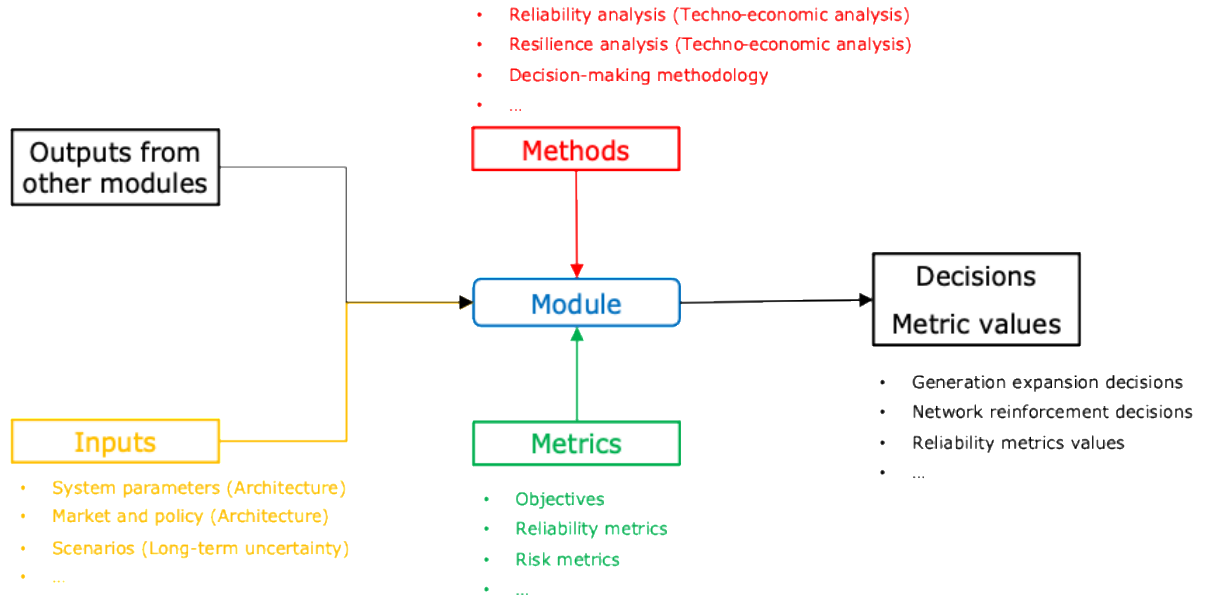 • Reliability analysis (Techno-economic analysis)
• Resilience analysis (Techno-economic analysis)
• Decision-making methodology
• ...
Outputs from
other modules
Methods
Module
Decisions
Metric values
• Generation expansion decisions
• Network reinforcement decisions
• Reliability metrics values
• ...
Inputs
• System parameters (Architecture)
• Market and policy (Architecture)
• Scenarios (Long-term uncertainty)
• ...
Metrics
• Objectives
• Reliability metrics
• Risk metrics
• ...